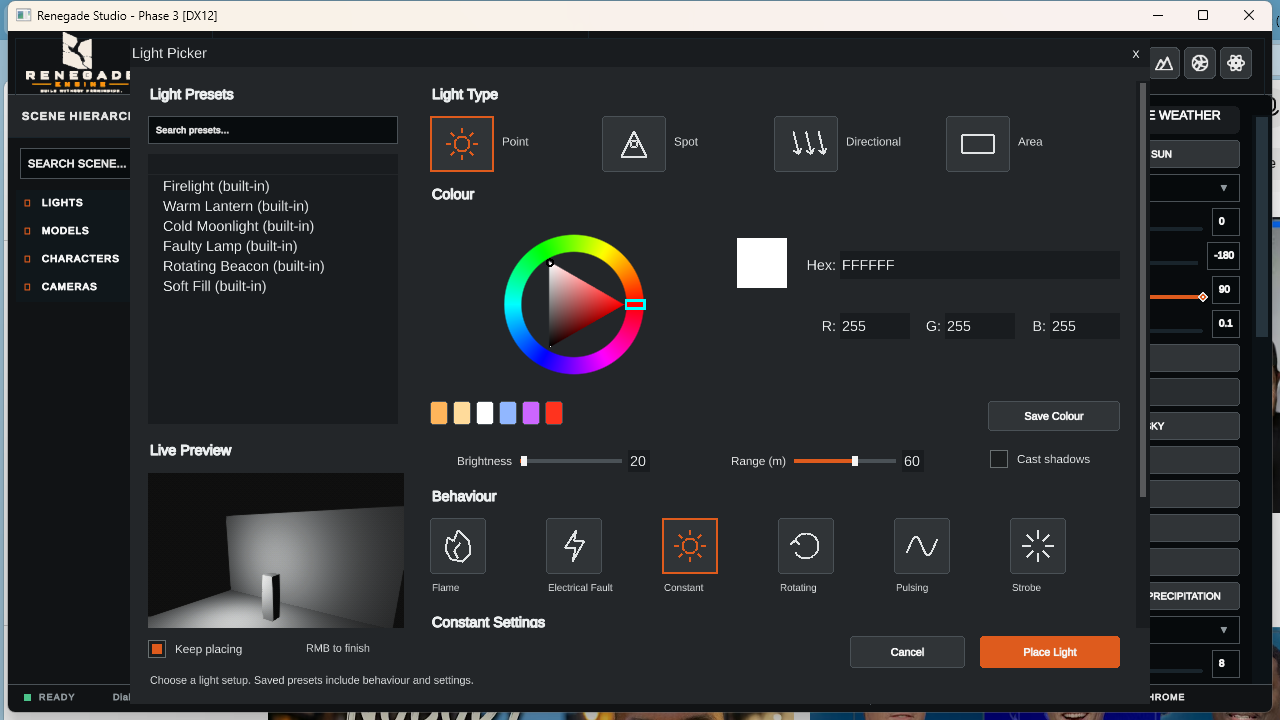 Renegade Studio - Phase 3 [DX12]
RENEGADE
ENGINE
Light Picker
x
SCENE HIERARC
SEARCH SCENE...
LIGHTS
MODELS
CHARACTERS
CAMERAS
Light Presets
Search presets...
Firelight (built-in)
Warm Lantern (built-in)
Cold Moonlight (built-in)
Faulty Lamp (built-in)
Rotating Beacon (built-in)
Soft Fill (built-in)
Live Preview
Keep placing
RMB to finish
Choose a light setup. Saved presets include behaviour and settings.
Light Type
Point
Spot
Directional
Area
Colour
Hex: FFFFFF
R: 255
G: 255
B: 255
Save Colour
Brightness
20
Range (m)
60
Cast shadows
Behaviour
Flame
Electrical Fault
Constant
Rotating
Pulsing
Strobe
Constant Settings
Cancel
Place Light
E WEATHER
SUN
0
-180
90
0.1
KY
PRECIPITATION
8
READY
Dial
HROME
NOBODY